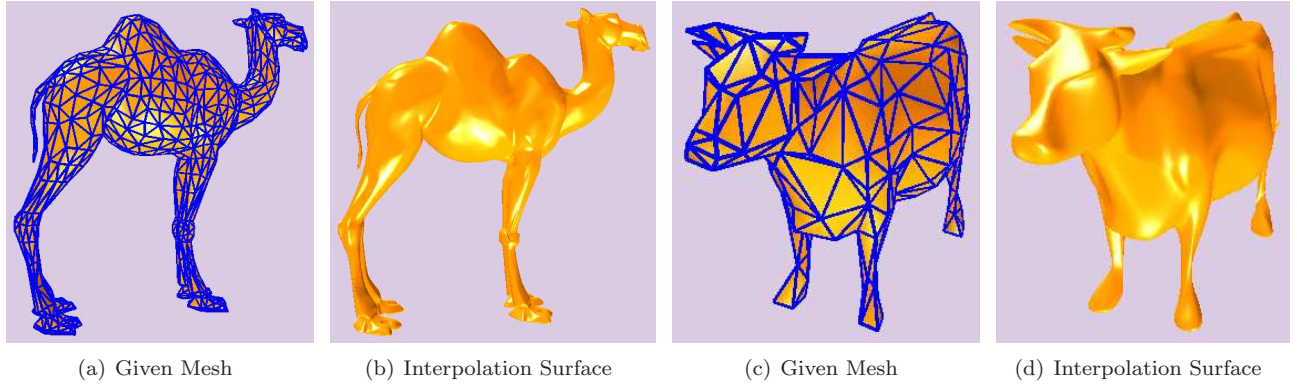 (a) Given Mesh
(b) Interpolation Surface
(c) Given Mesh
(d) Interpolation Surface